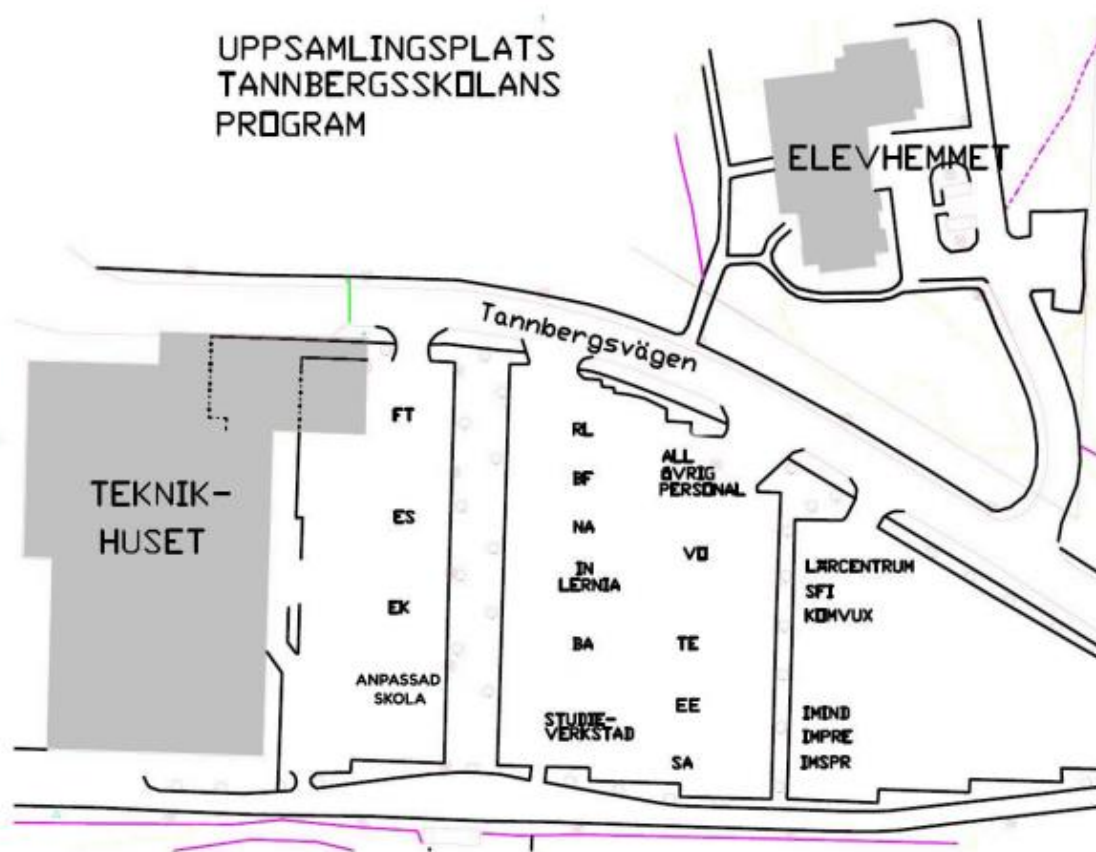 UPPSAMLINGSPLATS
TANNBERGSSKOLANS
PROGRAM
ELEVHEMMET
Tannbergsvägen
TEKNIK-
HUSET
FT
ES
EK
ANPASSAD
SKOLA
RL
BF
NA
IN
LERNIA
BA
STUDIE-
VERKSTAD
ALL
ÖVRIG
PERSONAL
VO
TE
EE
SA
LÄRCENTRUM
SFI
KOMVUX
IMIND
IMPRE
IMSPR